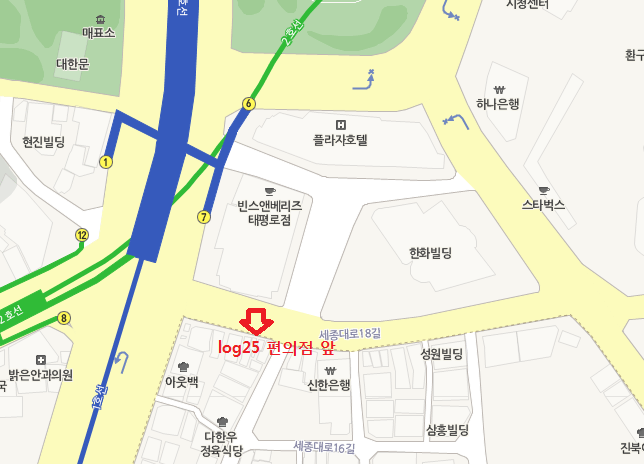 시청센터
매표소
호선
2호선
대한문
환구
하나은행
6
현진빌딩
플라자호텔
1
빈스앤베리즈
태평로점
스타벅스
7
12
한화빌딩
2호선
8
log25 편의점 앞
세종대로18길
성원빌딩
밝은안과의원
국
이웃백
신한은행
1호선
다한우
정육식당
삼흥빌딩
세종대로16길
진북